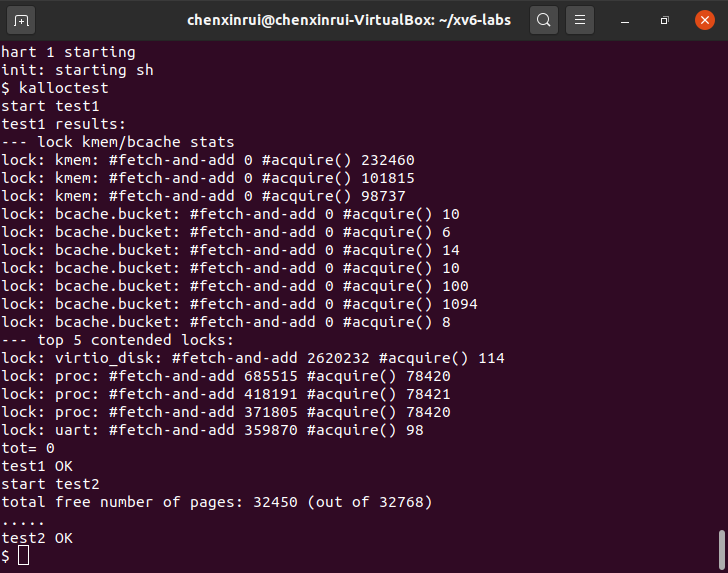 chenxinrui@chenxinrui-VirtualBox: ~/xv6-labs
hart 1 starting
init: starting sh
$ kalloctest
start test1
test1 results:
--- lock kmem/bcache stats
lock: kmem: #fetch-and-add 0 #acquire() 232460
lock: kmem: #fetch-and-add 0 #acquire() 101815
lock: kmem: #fetch-and-add 0 #acquire() 98737
lock: bcache.bucket: #fetch-and-add 0 #acquire() 10
lock: bcache.bucket: #fetch-and-add 0 #acquire() 6
lock: bcache.bucket: #fetch-and-add 0 #acquire() 14
lock: bcache.bucket: #fetch-and-add 0 #acquire() 10
lock: bcache.bucket: #fetch-and-add 0 #acquire() 100
lock: bcache.bucket: #fetch-and-add 0 #acquire() 1094
lock: bcache.bucket: #fetch-and-add 0 #acquire() 8
--- top 5 contended locks:
lock: virtio_disk: #fetch-and-add 2620232 #acquire() 114
lock: proc: #fetch-and-add 685515 #acquire() 78420
lock: proc: #fetch-and-add 418191 #acquire() 78421
lock: proc: #fetch-and-add 371805 #acquire() 78420
lock: uart: #fetch-and-add 359870 #acquire() 98
tot= 0
test1 OK
start test2
total free number of pages: 32450 (out of 32768)
.....
test2 OK
$